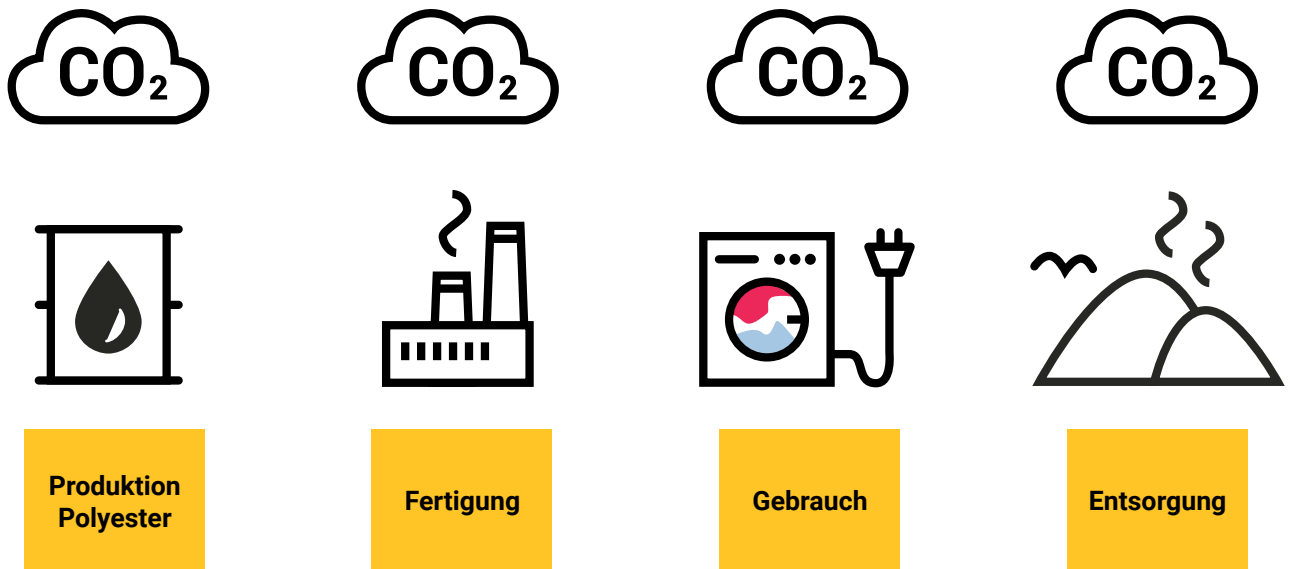 CO₂ CO₂ CO₂ CO₂
Produktion
Polyester
Fertigung
Gebrauch
Entsorgung